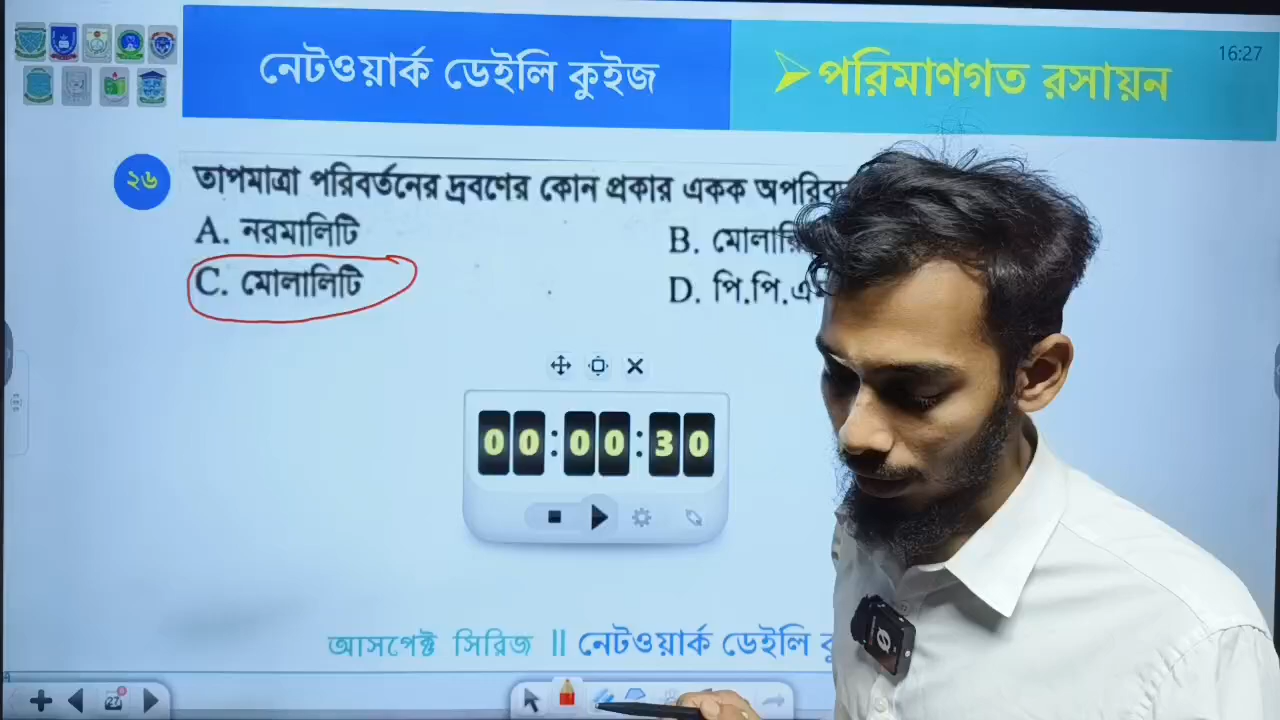 নেটওয়ার্ক ডেইলি কুইজ
➢পরিমাণগত রসায়ন
16:27
২৬
তাপমাত্রা পরিবর্তনের দ্রবণের কোন প্রকার একক
A. নরমালিটি
B.
C. মোলালিটি
D. পি.পি.
00:00:30
আসপেক্ট সিরিজ || নেটওয়ার্ক ডেইলি
27